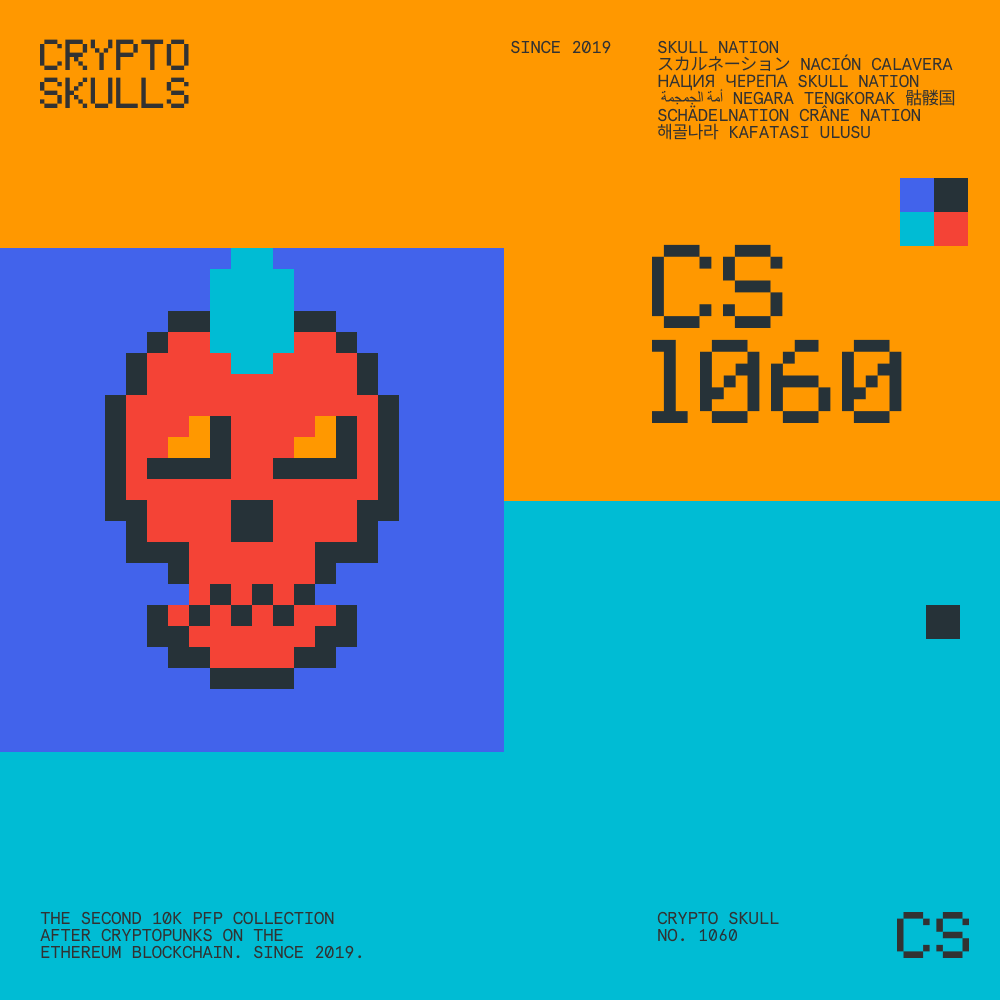 CRYPTO
SKULLS
SINCE 2019
SKULL NATION
スカルネーション NACIÓN CALAVERA
НАЦИЯ ЧЕРЕПА SKULL NATION
أمة الجمجمة NEGARA TENGKORAK 骷髅国
SCHÄDELNATION CRÂNE NATION
해골나라 KAFATASI ULUSU
CS
1060
THE SECOND 10K PFP COLLECTION
AFTER CRYPTOPUNKS ON THE
ETHEREUM BLOCKCHAIN. SINCE 2019.
CRYPTO SKULL
NO. 1060
CS